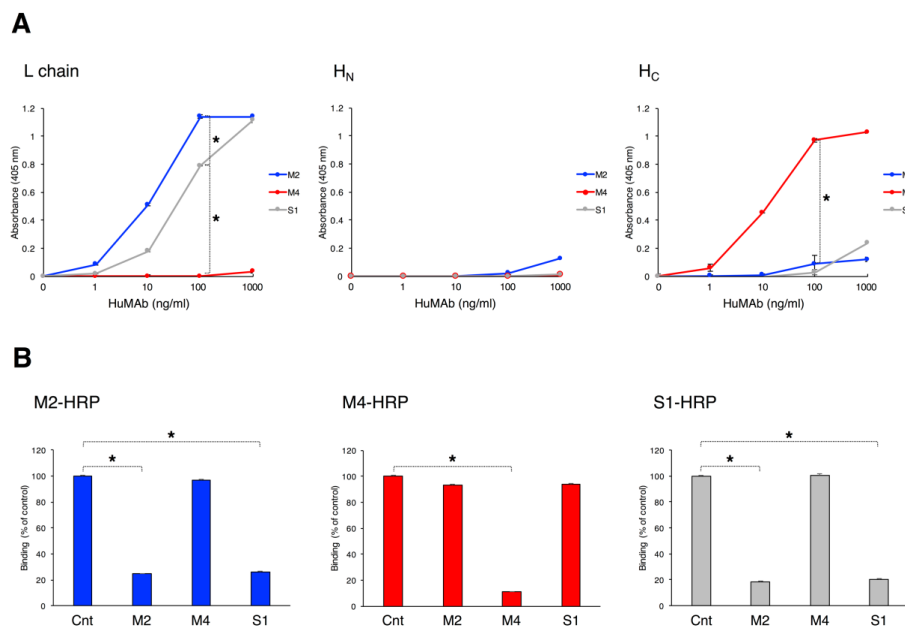 A
L chain
Absorbance (405 nm)
1.2
1
0.8
0.6
0.4
0.2
0
0 1 10 100 1000
HuMAb (ng/ml)
*
*
M2
M4
S1
HN
Absorbance (405 nm)
1.2
1
0.8
0.6
0.4
0.2
0
0 1 10 100 1000
HuMAb (ng/ml)
M2
M4
S1
HC
Absorbance (405 nm)
1.2
1
0.8
0.6
0.4
0.2
0
0 1 10 100 1000
HuMAb (ng/ml)
*
B
M2-HRP
Binding (% of control)
120
100
80
60
40
20
0
Cnt M2 M4 S1
*
*
M4-HRP
Binding (% of control)
120
100
80
60
40
20
0
Cnt M2 M4 S1
*
S1-HRP
Binding (% of control)
120
100
80
60
40
20
0
Cnt M2 M4 S1
*
*